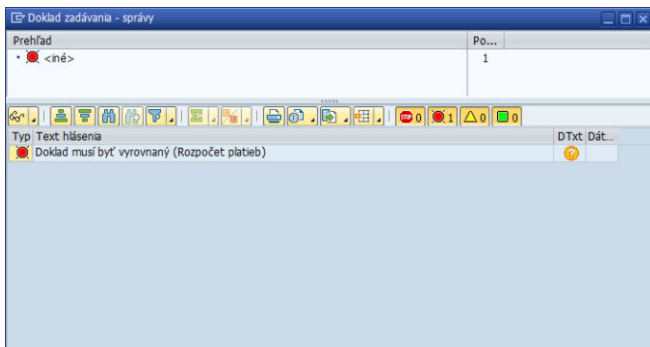 Doklad zadávania - správy
Prehľad Po...
<iné> 1
STOP 0 1 0 0
Typ Text hlásenia DTxt Dát...
Doklad musí byť vyrovnaný (Rozpočet platieb)